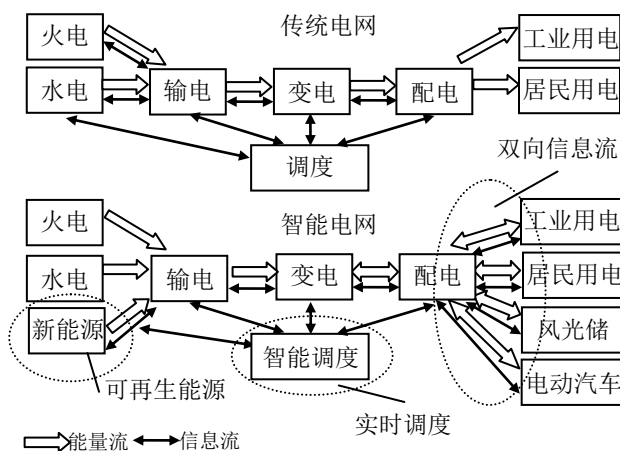 传统电网
火电
工业用电
水电
输电
变电
配电
居民用电
调度
双向信息流
智能电网
火电
工业用电
水电
输电
变电
配电
居民用电
新能源
智能调度
风光储
可再生能源
电动汽车
实时调度
能量流
信息流